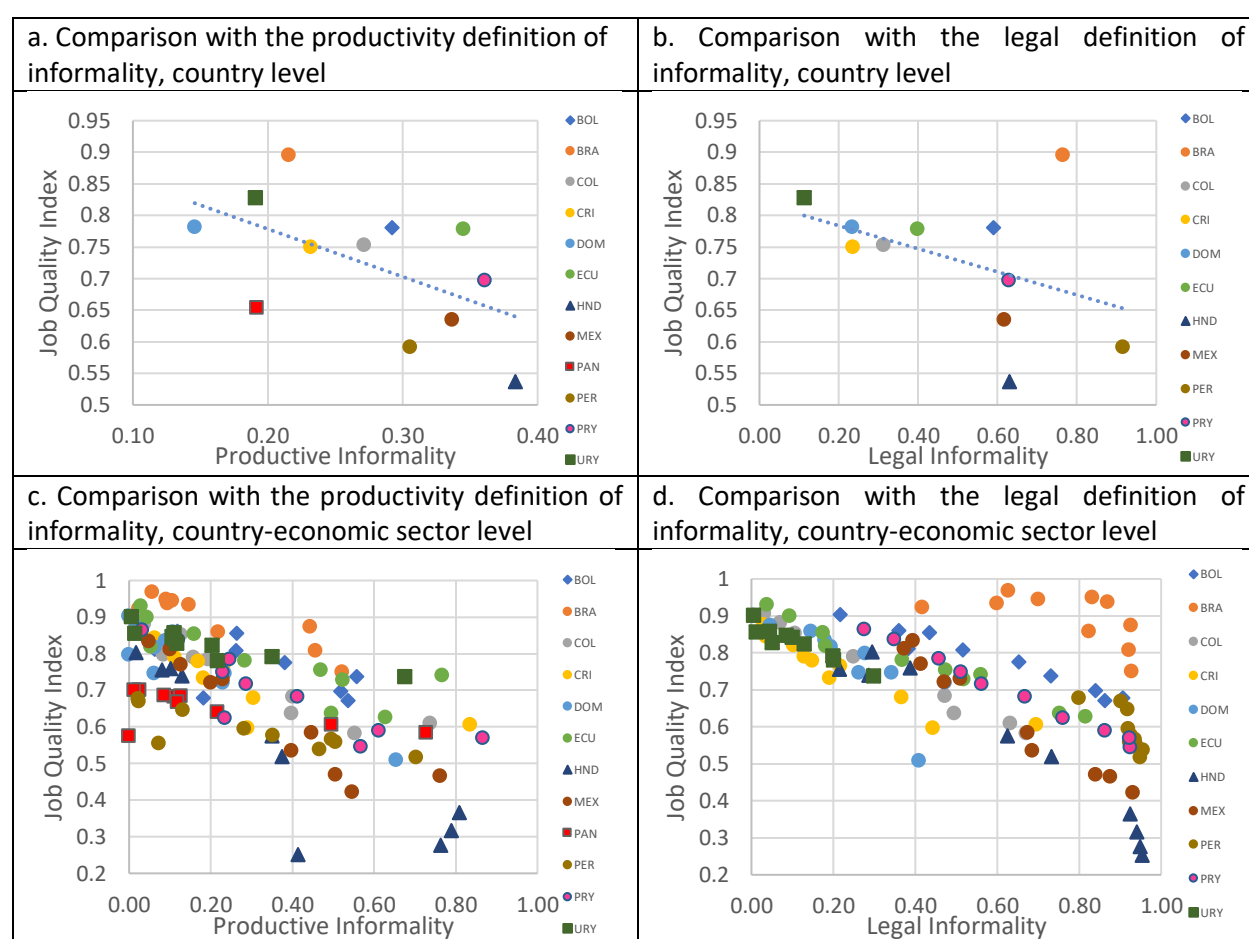 a. Comparison with the productivity definition of
informality, country level
b. Comparison with the legal definition of
informality, country level
0.95
0.9
0.85
0.8
0.75
0.7
0.65
0.6
0.55
0.5
Job Quality Index
0.10
0.20
0.30
0.40
Productive Informality
BOL
BRA
COL
CRI
DOM
ECU
HND
MEX
PAN
PER
PRY
URY
0.95
0.9
0.85
0.8
0.75
0.7
0.65
0.6
0.55
0.5
Job Quality Index
0.00
0.20
0.40
0.60
0.80
1.00
Legal Informality
BOL
BRA
COL
CRI
DOM
ECU
HND
MEX
PER
PRY
URY
c. Comparison with the productivity definition of
informality, country-economic sector level
d. Comparison with the legal definition of
informality, country-economic sector level
1
0.9
0.8
0.7
0.6
0.5
0.4
0.3
0.2
Job Quality Index
0.00
0.20
0.40
0.60
0.80
1.00
Productive Informality
BOL
BRA
COL
CRI
DOM
ECU
HND
MEX
PAN
PER
PRY
URY
1
0.9
0.8
0.7
0.6
0.5
0.4
0.3
0.2
Job Quality Index
0.00
0.20
0.40
0.60
0.80
1.00
Legal Informality
BOL
BRA
COL
CRI
DOM
ECU
HND
MEX
PER
PRY
URY